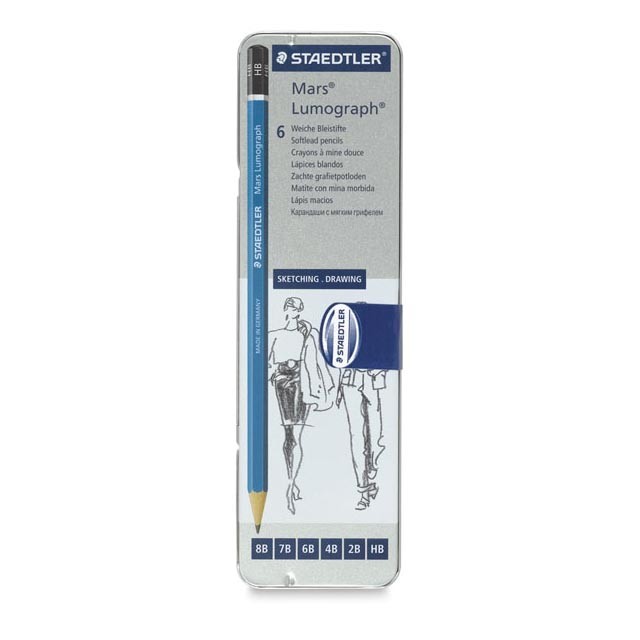 HB
HB
Mars Lumograph
STAEDTLER
MADE IN GERMANY
STAEDTLER®
Mars®
Lumograph®
6 Weiche Bleistifte
Softlead pencils
Crayons à mine douce
Lápices blandos
Zachte grafietpotloden
Matite con mina morbida
Lápis macios
Карандаши с мягким грифелем
SKETCHING . DRAWING
STAEDTLER
8B 7B 6B 4B 2B HB